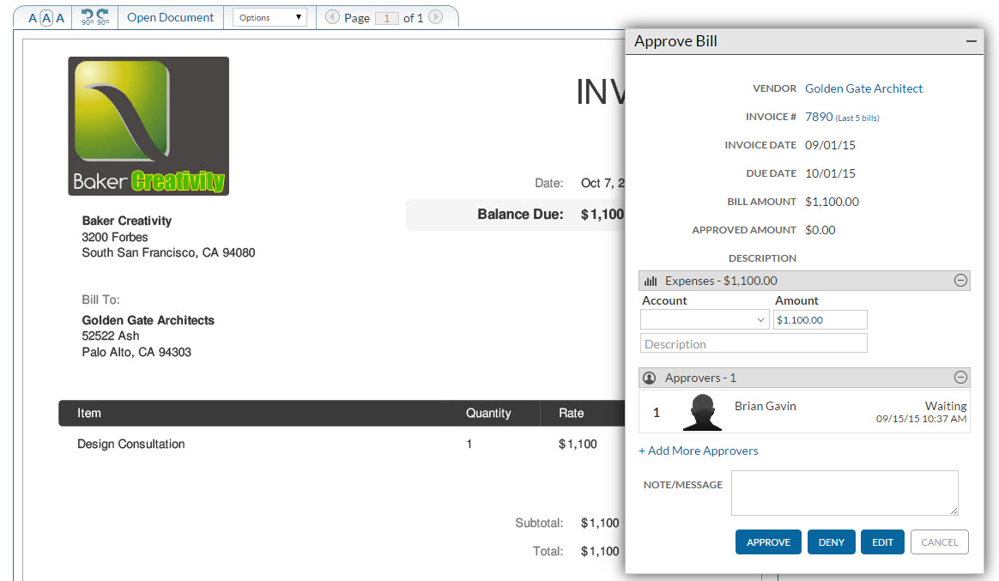 A A A 90° 90° Open Document Options Page 1 of 1
Baker Creativity
Date: Oct 7, 2
Balance Due: $1,100
Baker Creativity
3200 Forbes
South San Francisco, CA 94080
Bill To:
Golden Gate Architects
52522 Ash
Palo Alto, CA 94303
Item Quantity Rate
Design Consultation 1 $1,100
Subtotal: $1,100
Total: $1,100
Approve Bill
VENDOR Golden Gate Architect
INVOICE # 7890 (Last 5 bills)
INVOICE DATE 09/01/15
DUE DATE 10/01/15
BILL AMOUNT $1,100.00
APPROVED AMOUNT $0.00
DESCRIPTION
Expenses - $1,100.00
Account Amount
$1,100.00
Description
Approvers - 1
1 Brian Gavin Waiting
09/15/15 10:37 AM
+ Add More Approvers
NOTE/MESSAGE
APPROVE DENY EDIT CANCEL